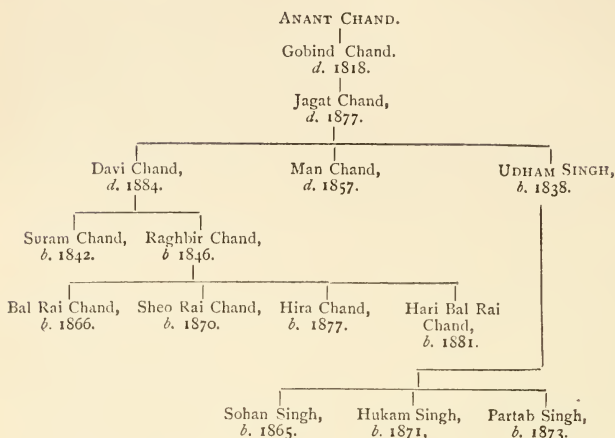 ANANT CHAND.
Gobind Chand.
d. 1818.
Jagat Chand,
d. 1877.
Davi Chand, Man Chand, UDHAM SINGH,
d. 1884. d. 1857. b. 1838.
Suram Chand, Raghbir Chand,
b. 1842. b 1846.
Bal Rai Chand, Sheo Rai Chand, Hira Chand, Hari Bal Rai
b. 1866. b. 1870. b. 1877. Chand,
b. 1881.
Sohan Singh, Hukam Singh, Partab Singh,
b. 1865. b. 1871, b. 1873.